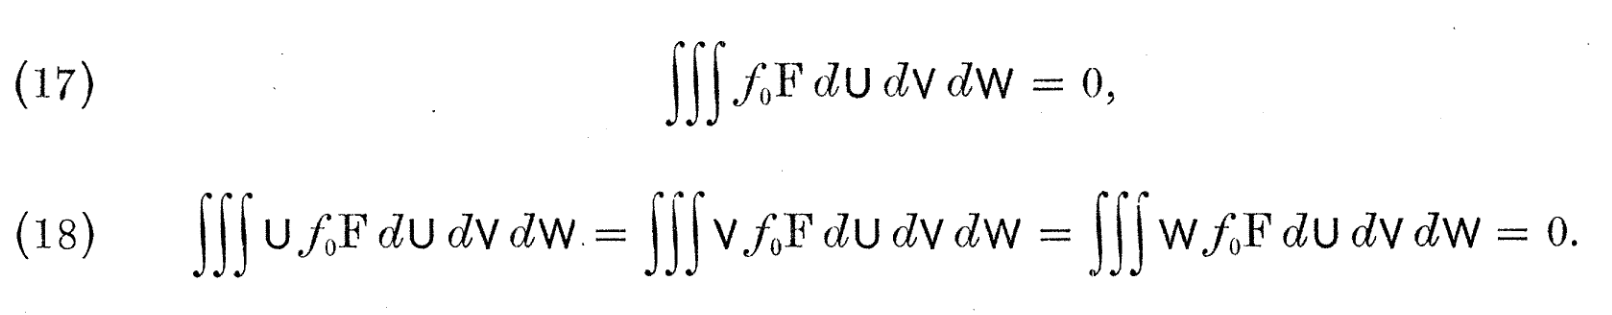 (17) ∭ f₀F dU dV dW = 0,
(18) ∭ U f₀F dU dV dW = ∭ V f₀F dU dV dW = ∭ W f₀F dU dV dW = 0.